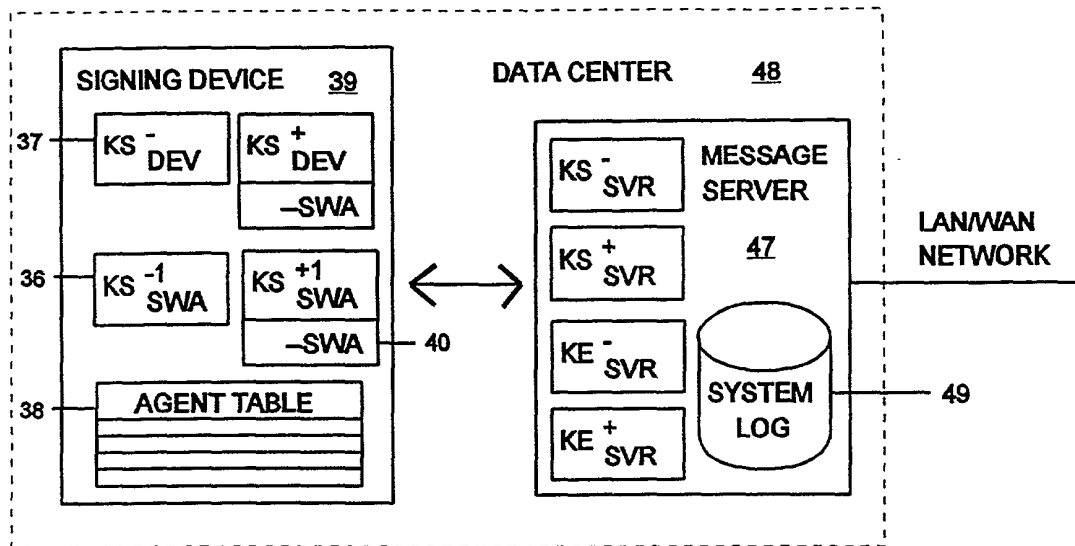 SIGNING DEVICE 39
DATA CENTER 48
37
KS - DEV
KS + DEV
–SWA
36
KS -1 SWA
KS +1 SWA
–SWA
40
38
AGENT TABLE
KS - SVR
KS + SVR
KE - SVR
KE + SVR
MESSAGE
SERVER
47
SYSTEM
LOG
49
LAN/WAN
NETWORK